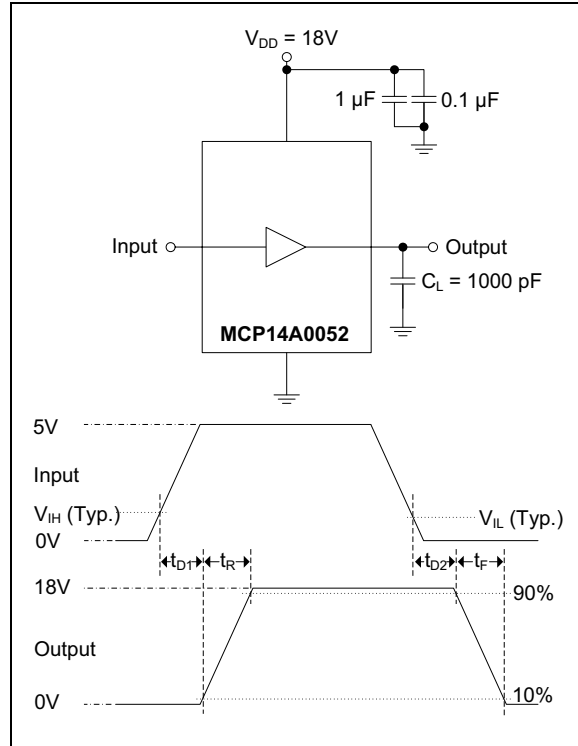 V_DD = 18V
1 µF 0.1 µF
Input Output
C_L = 1000 pF
MCP14A0052
5V
Input
V_IH (Typ.) V_IL (Typ.)
0V
t_D1 t_R t_D2 t_F
18V 90%
Output
0V 10%